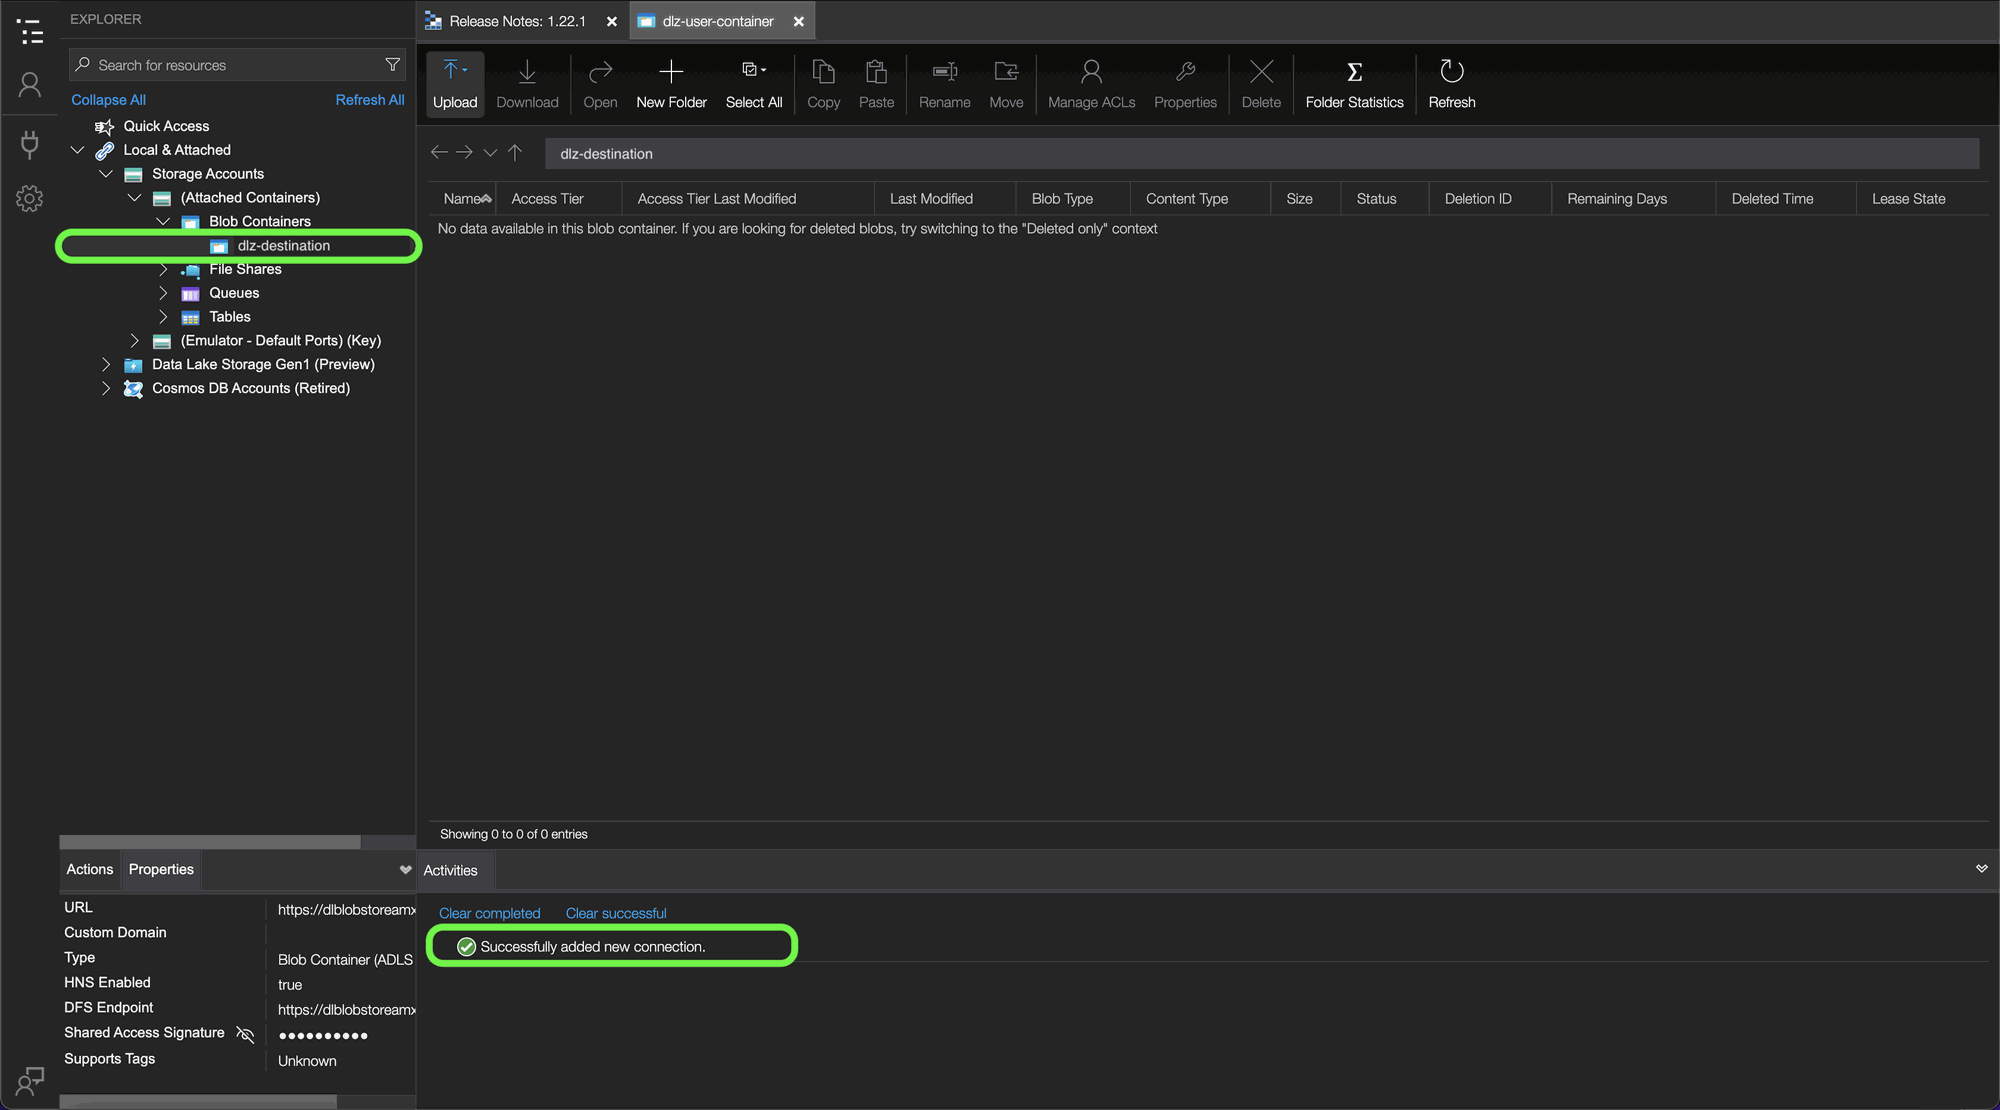 EXPLORER
Search for resources
Collapse All
Refresh All
Quick Access
Local & Attached
Storage Accounts
(Attached Containers)
Blob Containers
dlz-destination
File Shares
Queues
Tables
(Emulator - Default Ports) (Key)
Data Lake Storage Gen1 (Preview)
Cosmos DB Accounts (Retired)
Release Notes: 1.22.1
dlz-user-container
Upload
Download
Open
New Folder
Select All
Copy
Paste
Rename
Move
Manage ACLs
Properties
Delete
Folder Statistics
Refresh
dlz-destination
Name
Access Tier
Access Tier Last Modified
Last Modified
Blob Type
Content Type
Size
Status
Deletion ID
Remaining Days
Deleted Time
Lease State
No data available in this blob container. If you are looking for deleted blobs, try switching to the "Deleted only" context
Showing 0 to 0 of 0 entries
Actions
Properties
URL
https://dlblobstoreamx
Custom Domain
Type
Blob Container (ADLS
HNS Enabled
true
DFS Endpoint
https://dlblobstoreamx
Shared Access Signature
●●●●●●●●●●
Supports Tags
Unknown
Activities
Clear completed
Clear successful
Successfully added new connection.